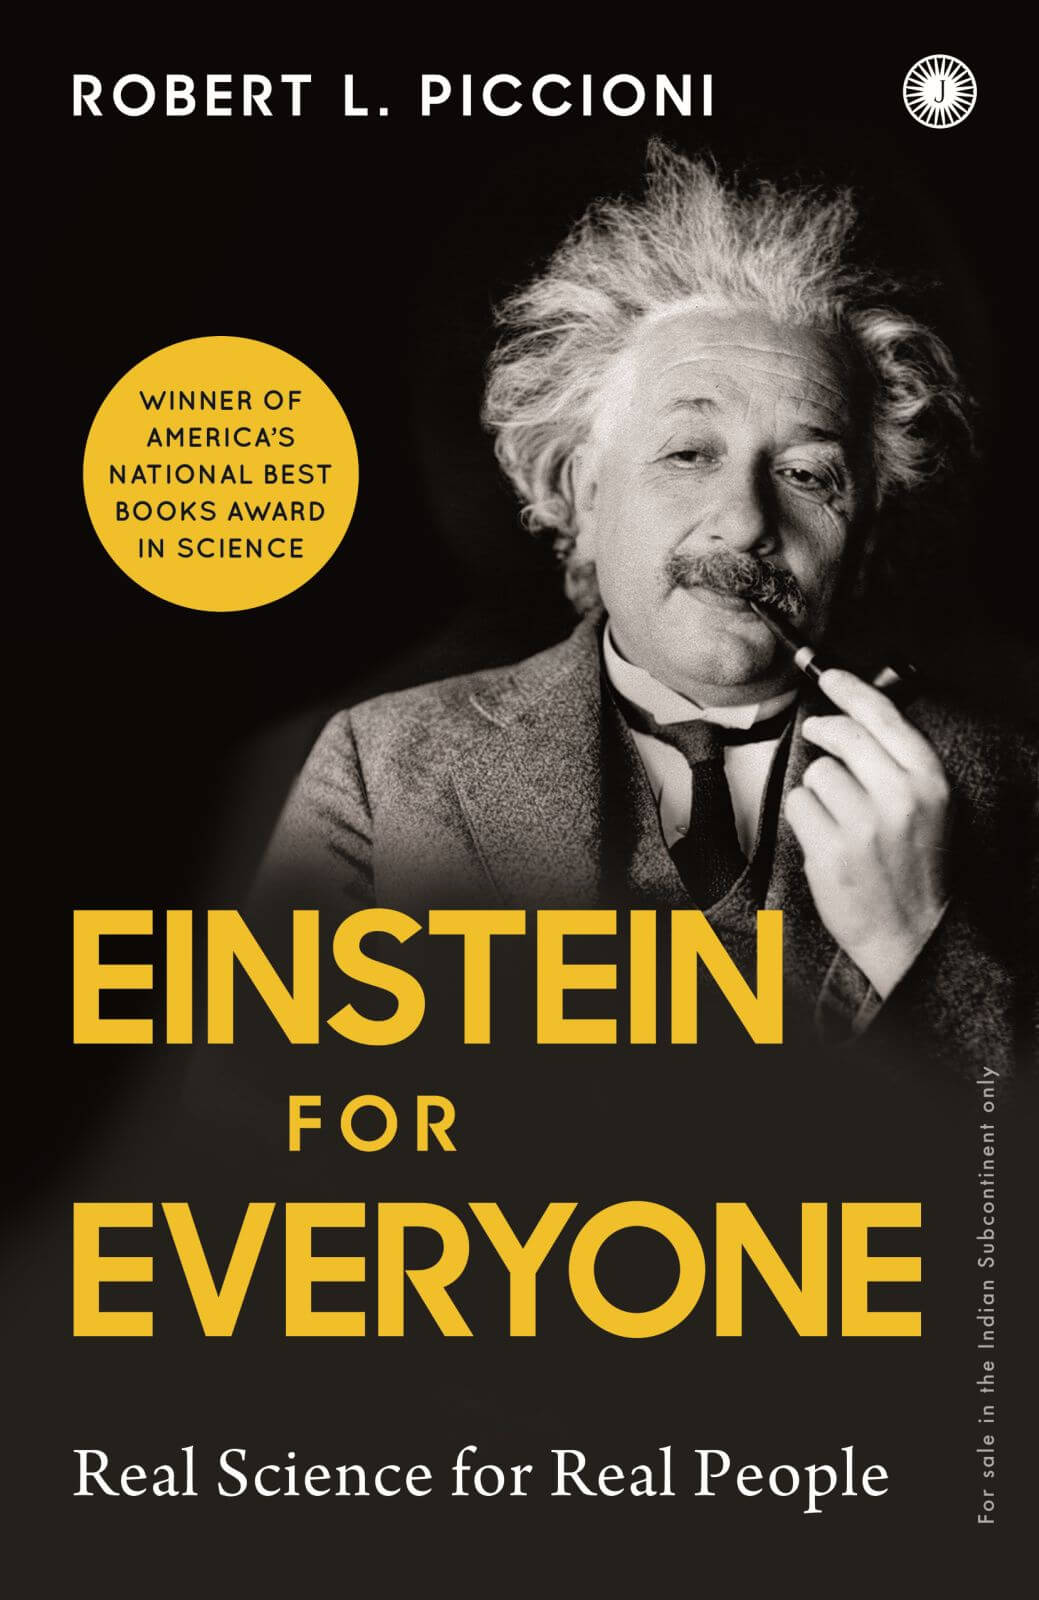 ROBERT L. PICCIONI
J
WINNER OF
AMERICA'S
NATIONAL BEST
BOOKS AWARD
IN SCIENCE
EINSTEIN
FOR
EVERYONE
For sale in the Indian Subcontinent only
Real Science for Real People